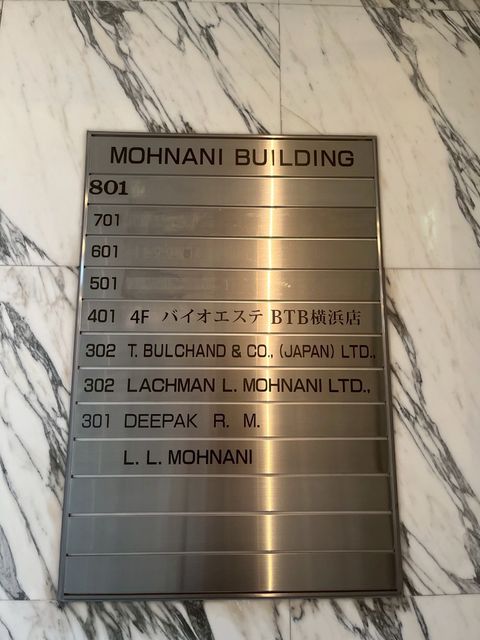 MOHNANI BUILDING
801
701
601
501
401 4F バイオエステ BTB横浜店
302 T. BULCHAND & CO., (JAPAN) LTD.,
302 LACHMAN L. MOHNANI LTD.,
301 DEEPAK R. M.
L. L. MOHNANI